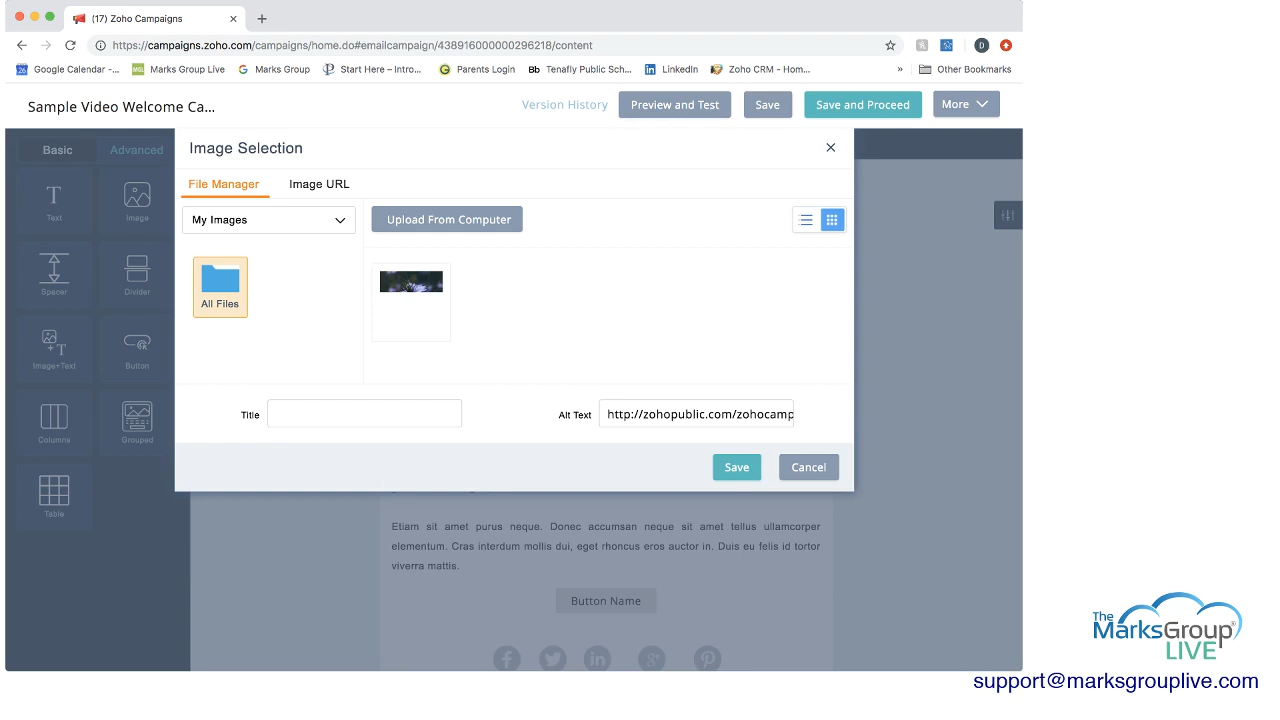 (17) Zoho Campaigns
https://campaigns.zoho.com/campaigns/home.do#emailcampaign/438916000000296218/content
D
26 Google Calendar -... MGL Marks Group Live G Marks Group Start Here – Intro... G Parents Login Bb Tenafly Public Sch... in LinkedIn Zoho CRM - Hom... » Other Bookmarks
Sample Video Welcome Ca... Version History Preview and Test Save Save and Proceed More
Basic Advanced
Image Selection
File Manager Image URL
My Images Upload From Computer
All Files
Title Alt Text http://zohopublic.com/zohocamp
Save Cancel
T
Text Image
Spacer Divider
Image+Text Button
Columns Grouped
Table
Etiam sit amet purus neque. Donec accumsan neque sit amet tellus ullamcorper
elementum. Cras interdum mollis dui, eget rhoncus eros auctor in. Duis eu felis id tortor
viverra mattis.
Button Name
The
MarksGroup®
LIVE
support@marksgrouplive.com